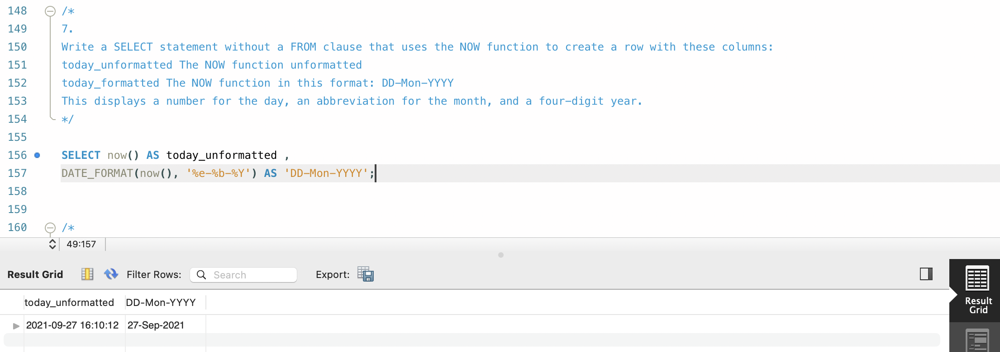 148 /*
149 7.
150 Write a SELECT statement without a FROM clause that uses the NOW function to create a row with these columns:
151 today_unformatted The NOW function unformatted
152 today_formatted The NOW function in this format: DD-Mon-YYYY
153 This displays a number for the day, an abbreviation for the month, and a four-digit year.
154 */
155
156 SELECT now() AS today_unformatted ,
157 DATE_FORMAT(now(), '%e-%b-%Y') AS 'DD-Mon-YYYY';
158
159
160 /*
49:157
Result Grid Filter Rows: Search Export:
today_unformatted DD-Mon-YYYY
2021-09-27 16:10:12 27-Sep-2021
Result
Grid